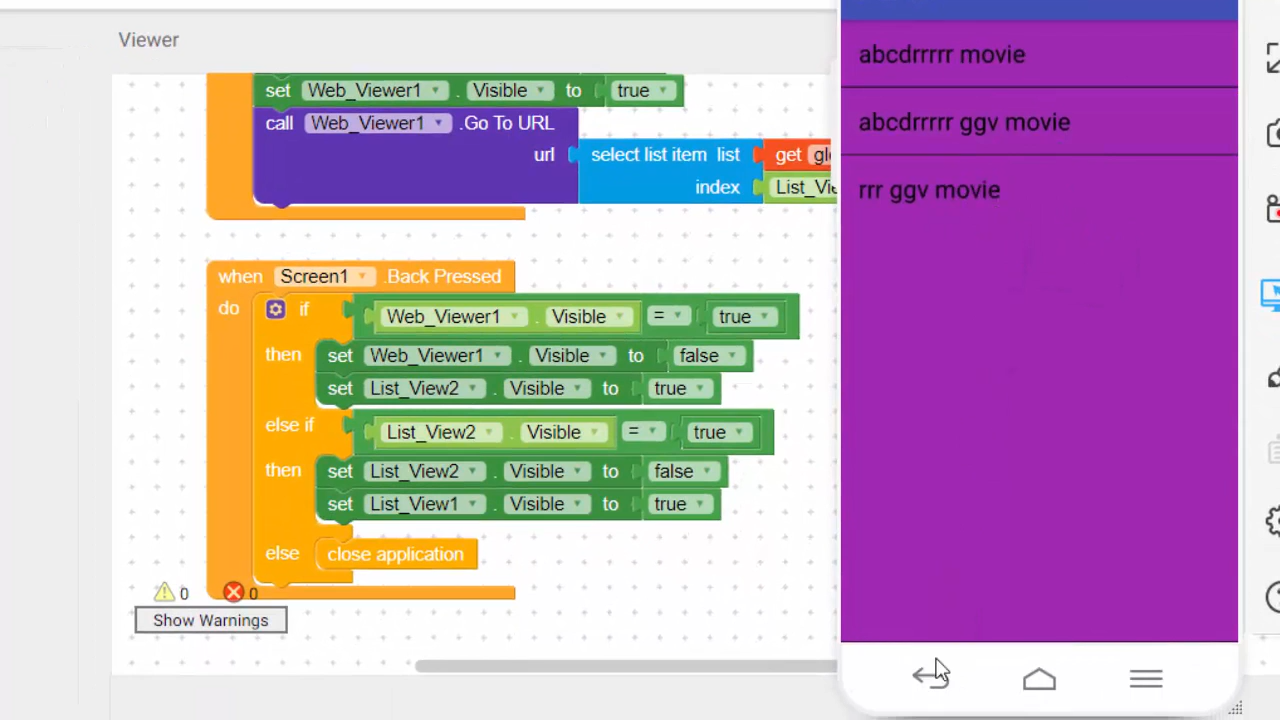 Viewer
set Web_Viewer1 . Visible to true
call Web_Viewer1 .Go To URL
url select list item list get
index
when Screen1 .Back Pressed
do if Web_Viewer1 . Visible = true
then set Web_Viewer1 . Visible to false
set List_View2 . Visible to true
else if List_View2 . Visible = true
then set List_View2 . Visible to false
set List_View1 . Visible to true
else close application
0 0
Show Warnings
abcdrrrrr movie
abcdrrrrr ggv movie
rrr ggv movie